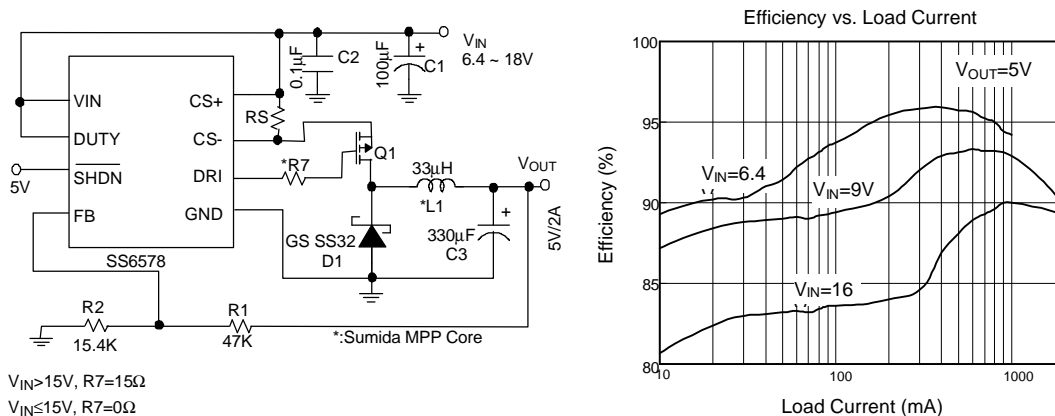 VIN
DUTY
SHDN
FB
CS+
CS-
DRI
GND
SS6578
5V
RS
0.1μF
C2
100μF
+
C1
VIN
6.4 ~ 18V
Q1
*R7
33μH
*L1
VOUT
5V/2A
GS SS32
D1
330μF
+
C3
R2
15.4K
R1
47K
*:Sumida MPP Core
VIN>15V, R7=15Ω
VIN≤15V, R7=0Ω
Efficiency vs. Load Current
Efficiency (%)
100
95
90
85
80
VOUT=5V
VIN=6.4
VIN=9V
VIN=16
10
100
1000
Load Current (mA)